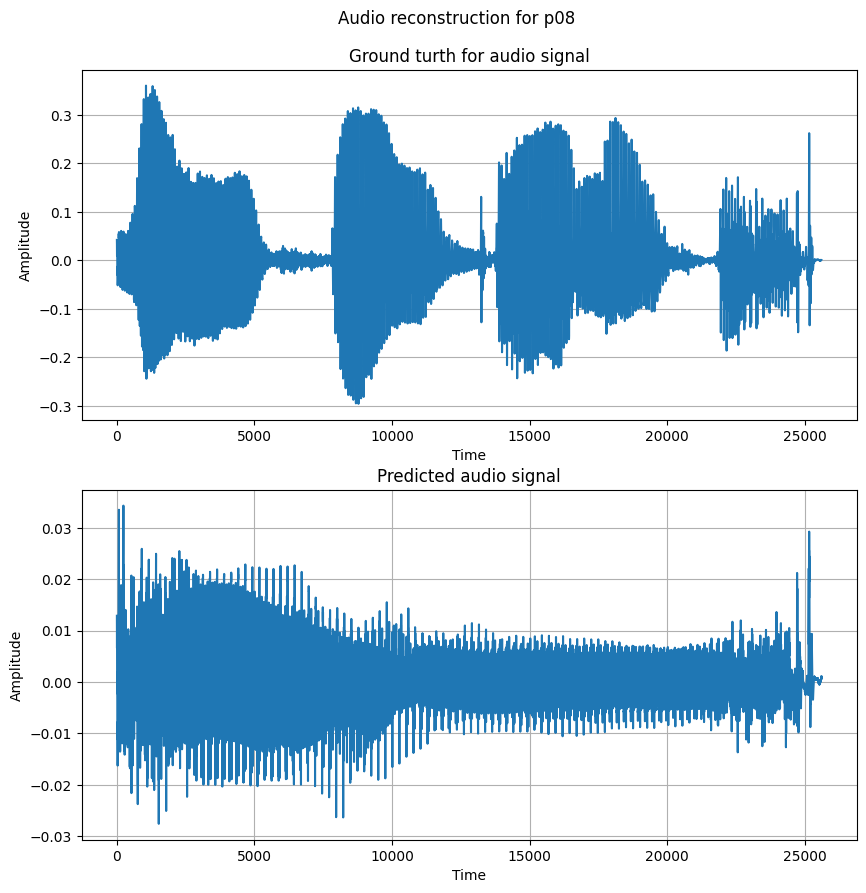 Audio reconstruction for p08
Ground turth for audio signal
Amplitude
0.3
0.2
0.1
0.0
−0.1
−0.2
−0.3
0 5000 10000 15000 20000 25000
Time
Predicted audio signal
Amplitude
0.03
0.02
0.01
0.00
−0.01
−0.02
−0.03
0 5000 10000 15000 20000 25000
Time